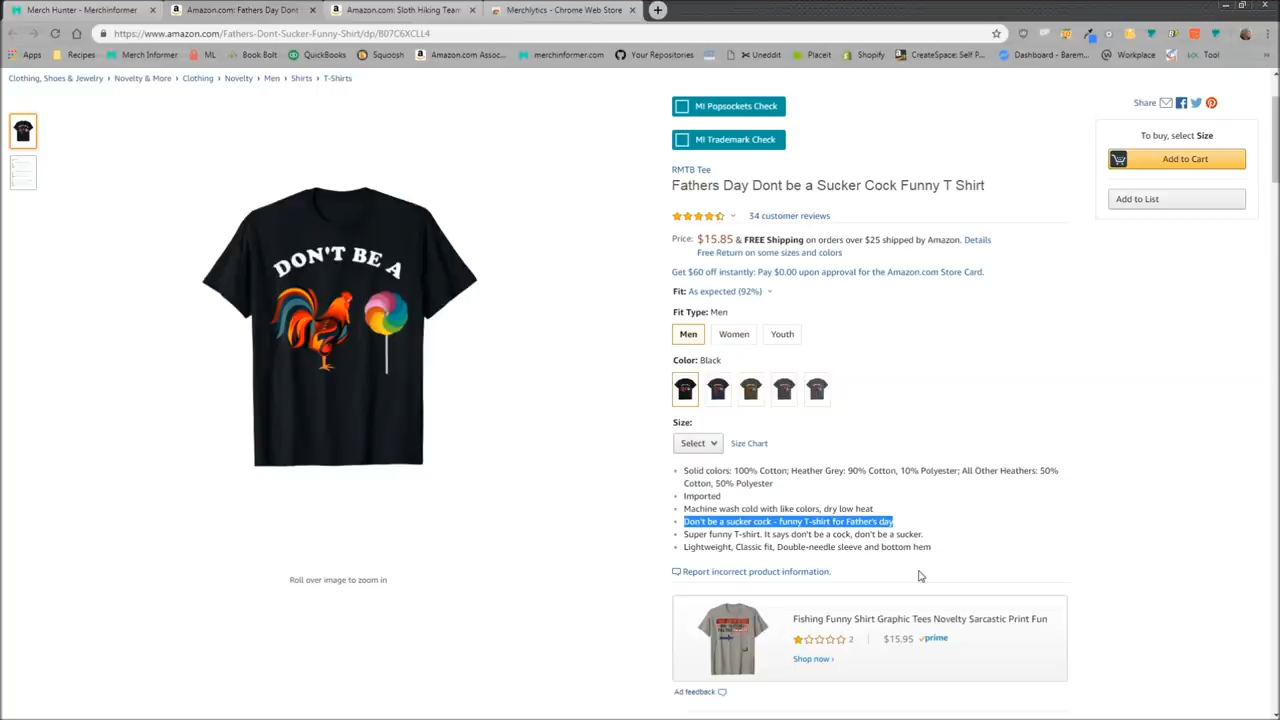 Merch Hunter - Merchinformer
Amazon.com: Fathers Day Dont
Amazon.com: Sloth Hiking Team
Merchlytics - Chrome Web Store
https://www.amazon.com/Fathers-Dont-Sucker-Funny-Shirt/dp/B07C6XCLL4
Apps Recipes Merch Informer ML Book Bolt QuickBooks Squoosh Amazon.com Assoc... merchinformer.com Your Repositories Uneddit Placeit Shopify CreateSpace: Self P... Dashboard - Barem... Workplace Tool
Clothing, Shoes & Jewelry › Novelty & More › Clothing › Novelty › Men › Shirts › T-Shirts
MI Popsockets Check
Share
MI Trademark Check
To buy, select Size
Add to Cart
RMTB Tee
Fathers Day Dont be a Sucker Cock Funny T Shirt
Add to List
34 customer reviews
Price: $15.85 & FREE Shipping on orders over $25 shipped by Amazon. Details
Free Return on some sizes and colors
Get $60 off instantly: Pay $0.00 upon approval for the Amazon.com Store Card.
DON'T BE A
Fit: As expected (92%)
Fit Type: Men
Men Women Youth
Color: Black
Size:
Select Size Chart
Solid colors: 100% Cotton; Heather Grey: 90% Cotton, 10% Polyester; All Other Heathers: 50%
Cotton, 50% Polyester
Imported
Machine wash cold with like colors, dry low heat
Don't be a sucker cock - funny T-shirt for Father's day
Super funny T-shirt. It says don't be a cock, don't be a sucker.
Lightweight, Classic fit, Double-needle sleeve and bottom hem
Roll over image to zoom in
Report incorrect product information.
Fishing Funny Shirt Graphic Tees Novelty Sarcastic Print Fun
2 | $15.95 prime
Shop now ›
Ad feedback